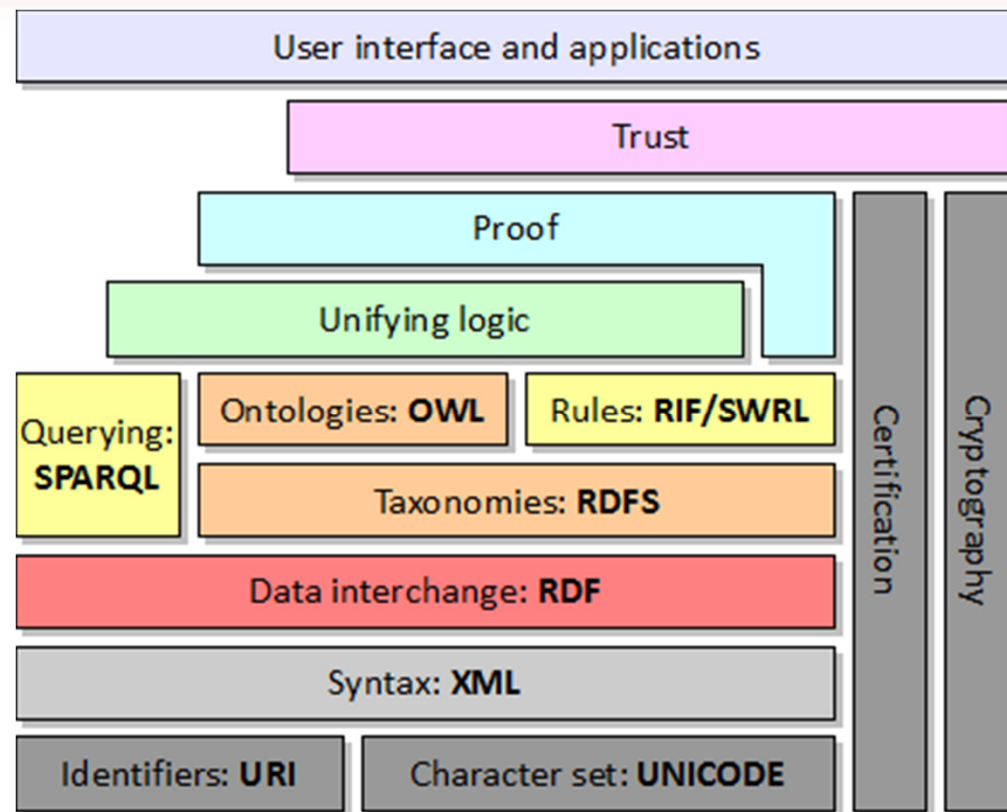 User interface and applications
Trust
Proof
Unifying logic
Querying:
SPARQL
Ontologies: OWL
Rules: RIF/SWRL
Taxonomies: RDFS
Data interchange: RDF
Syntax: XML
Identifiers: URI
Character set: UNICODE
Certification
Cryptography